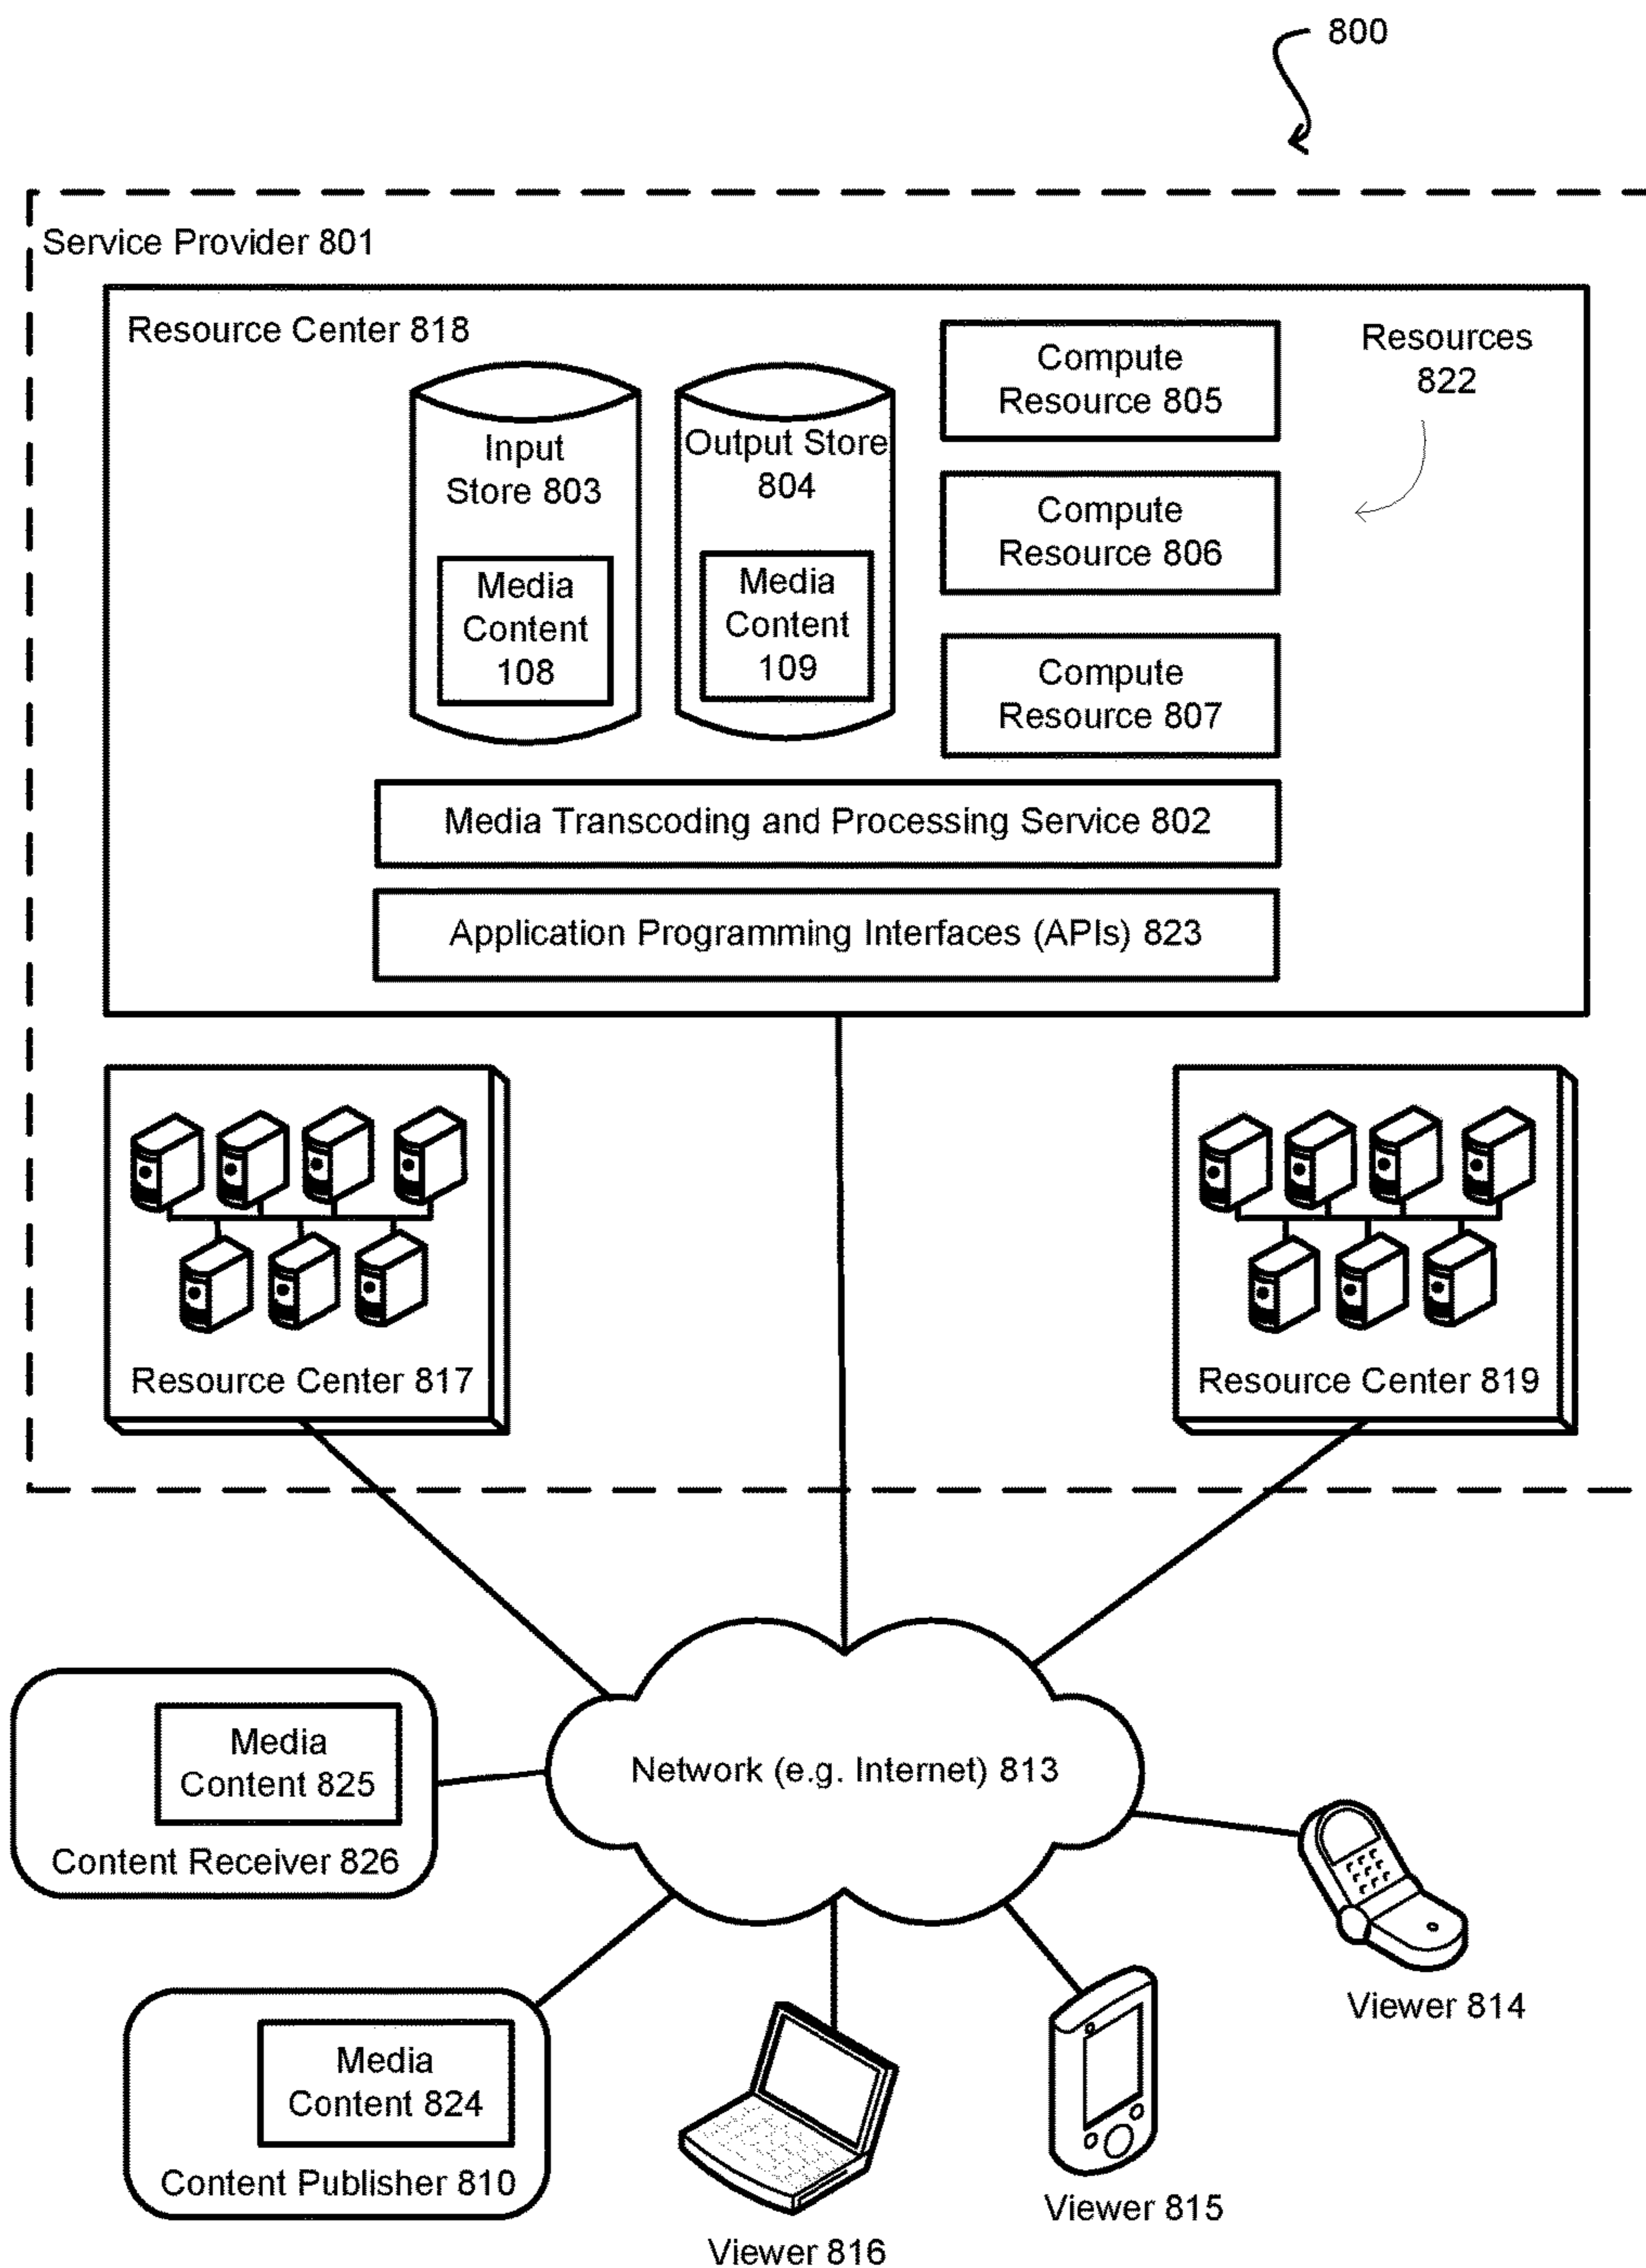 800
Service Provider 801
Resource Center 818
Input
Store 803
Media
Content
108
Output Store
804
Media
Content
109
Compute
Resource 805
Compute
Resource 806
Compute
Resource 807
Resources
822
Media Transcoding and Processing Service 802
Application Programming Interfaces (APIs) 823
Resource Center 817
Resource Center 819
Network (e.g. Internet) 813
Media
Content 825
Content Receiver 826
Media
Content 824
Content Publisher 810
Viewer 816
Viewer 815
Viewer 814